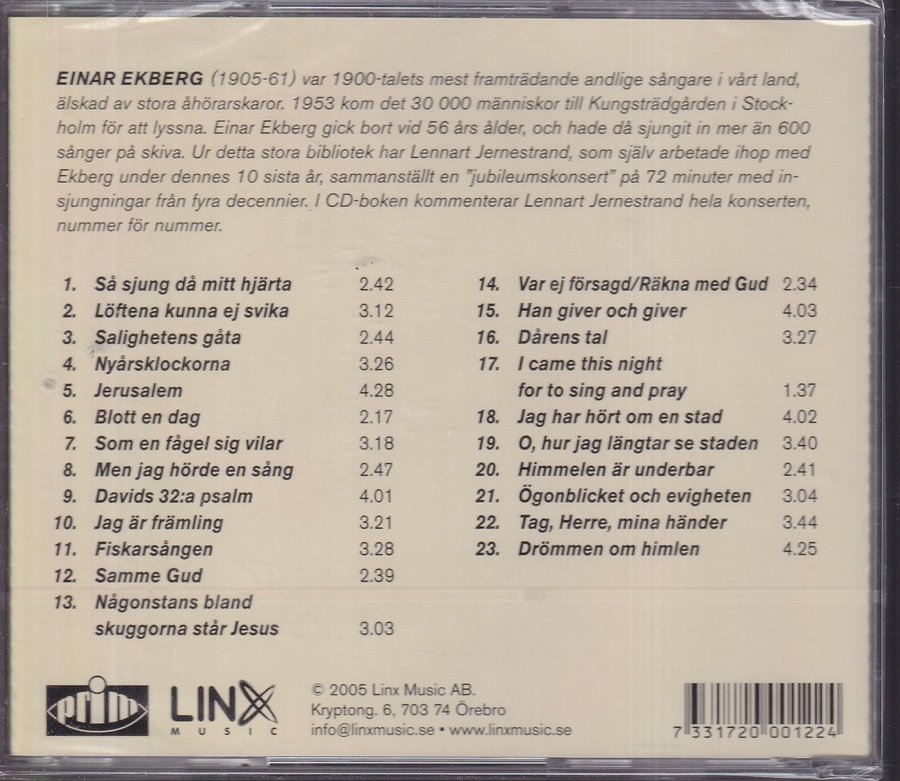 EINAR EKBERG (1905-61) var 1900-talets mest framträdande andlige sångare i vårt land,
älskad av stora åhörarskaror. 1953 kom det 30 000 människor till Kungsträdgården i Stock-
holm för att lyssna. Einar Ekberg gick bort vid 56 års ålder, och hade då sjungit in mer än 600
sånger på skiva. Ur detta stora bibliotek har Lennart Jernestrand, som själv arbetade ihop med
Ekberg under dennes 10 sista år, sammanställt en "jubileumskonsert" på 72 minuter med in-
sjungningar från fyra decennier. I CD-boken kommenterar Lennart Jernestrand hela konserten,
nummer för nummer.
1. Så sjung då mitt hjärta 2.42
2. Löftena kunna ej svika 3.12
3. Salighetens gåta 2.44
4. Nyårsklockorna 3.26
5. Jerusalem 4.28
6. Blott en dag 2.17
7. Som en fågel sig vilar 3.18
8. Men jag hörde en sång 2.47
9. Davids 32:a psalm 4.01
10. Jag är främling 3.21
11. Fiskarsången 3.28
12. Samme Gud 2.39
13. Någonstans bland
skuggorna står Jesus 3.03
14. Var ej försagd/Räkna med Gud 2.34
15. Han giver och giver 4.03
16. Dårens tal 3.27
17. I came this night
for to sing and pray 1.37
18. Jag har hört om en stad 4.02
19. O, hur jag längtar se staden 3.40
20. Himmelen är underbar 2.41
21. Ögonblicket och evigheten 3.04
22. Tag, Herre, mina händer 3.44
23. Drömmen om himlen 4.25
prim
LINX
MUSIC
© 2005 Linx Music AB.
Kryptong. 6, 703 74 Örebro
info@linxmusic.se • www.linxmusic.se
7 331720 001224